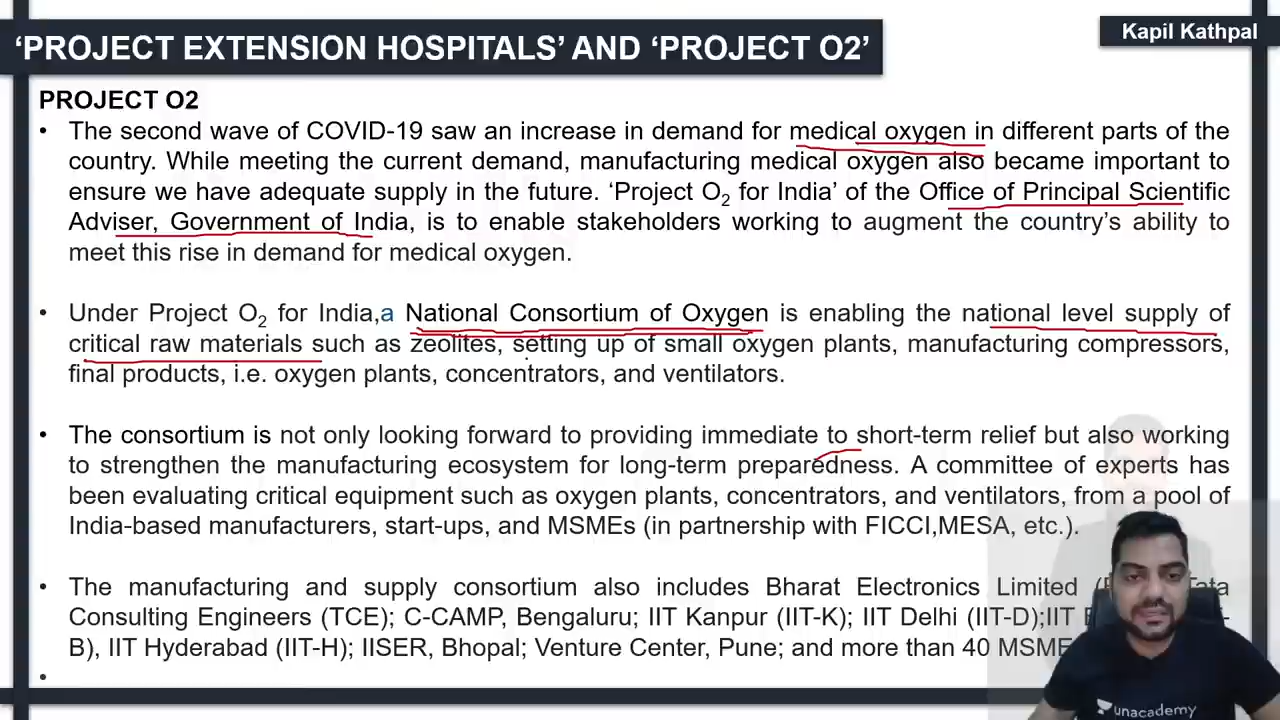 ‘PROJECT EXTENSION HOSPITALS’ AND ‘PROJECT O2’
Kapil Kathpal
PROJECT O2
• The second wave of COVID-19 saw an increase in demand for medical oxygen in different parts of the
country. While meeting the current demand, manufacturing medical oxygen also became important to
ensure we have adequate supply in the future. ‘Project O₂ for India’ of the Office of Principal Scientific
Adviser, Government of India, is to enable stakeholders working to augment the country’s ability to
meet this rise in demand for medical oxygen.
• Under Project O₂ for India,a National Consortium of Oxygen is enabling the national level supply of
critical raw materials such as zeolites, setting up of small oxygen plants, manufacturing compressors,
final products, i.e. oxygen plants, concentrators, and ventilators.
• The consortium is not only looking forward to providing immediate to short-term relief but also working
to strengthen the manufacturing ecosystem for long-term preparedness. A committee of experts has
been evaluating critical equipment such as oxygen plants, concentrators, and ventilators, from a pool of
India-based manufacturers, start-ups, and MSMEs (in partnership with FICCI,MESA, etc.).
• The manufacturing and supply consortium also includes Bharat Electronics Limited Tata
Consulting Engineers (TCE); C-CAMP, Bengaluru; IIT Kanpur (IIT-K); IIT Delhi (IIT-D);IIT
B), IIT Hyderabad (IIT-H); IISER, Bhopal; Venture Center, Pune; and more than 40 MSME
•
unacademy